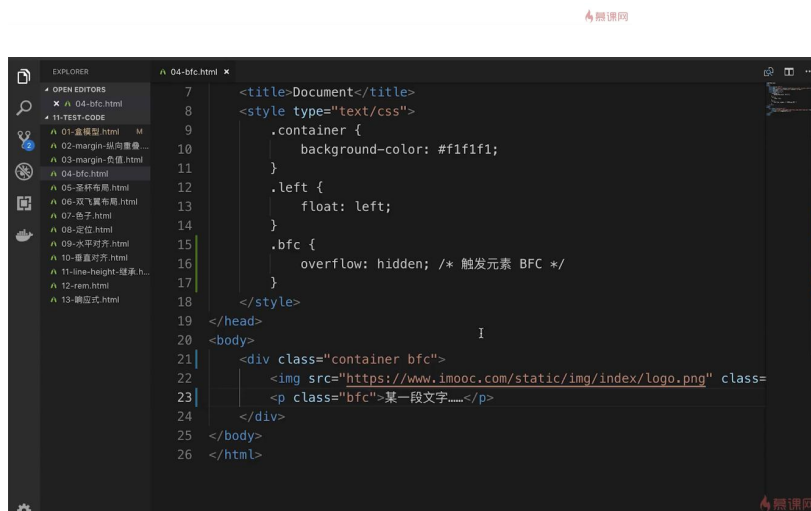 慕课网
EXPLORER
04-bfc.html ×
OPEN EDITORS
× 04-bfc.html
11-TEST-CODE
01-盒模型.html M
02-margin-纵向重叠....
03-margin-负值.html
04-bfc.html
05-圣杯布局.html
06-双飞翼布局.html
07-色子.html
08-定位.html
09-水平对齐.html
10-垂直对齐.html
11-line-height-继承.h...
12-rem.html
13-响应式.html
2
7 <title>Document</title>
8 <style type="text/css">
9 .container {
10 background-color: #f1f1f1;
11 }
12 .left {
13 float: left;
14 }
15 .bfc {
16 overflow: hidden; /* 触发元素 BFC */
17 }
18 </style>
19 </head>
20 <body>
21 <div class="container bfc">
22 <img src="https://www.imooc.com/static/img/index/logo.png" class=
23 <p class="bfc">某一段文字……</p>
24 </div>
25 </body>
26 </html>
慕课网